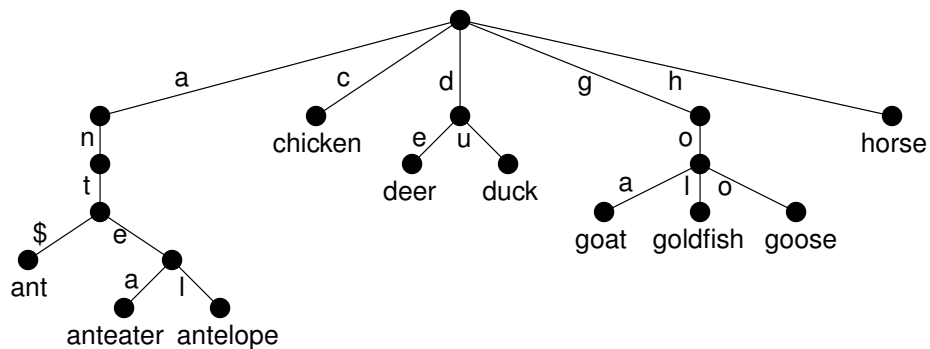 a c d g h
n e u o horse
chicken
t deer duck a l o
$ e goat goldfish goose
ant a l
anteater antelope